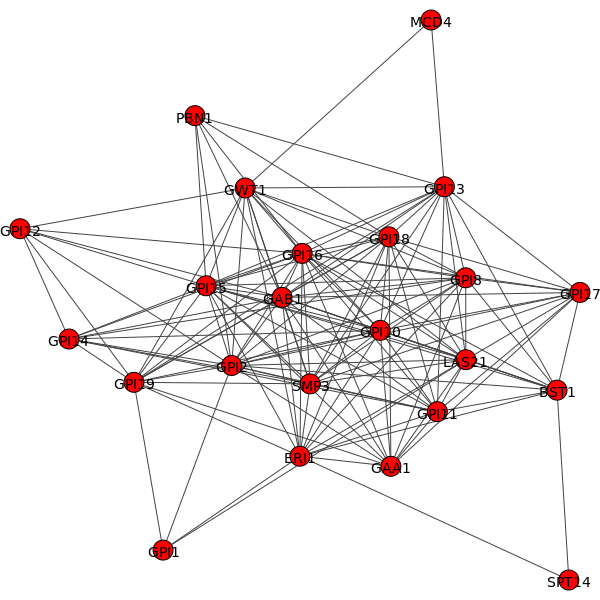 MCD4
PBN1
GWT1
GPI13
GPI12
GPI18
GPI16
GPI8
GPI15
GAB1
GPI17
GPI10
GPI14
LAS21
GPI2
GPI19
SMP3
BST1
GPI11
ERI1
GAA1
GPI1
SPT14